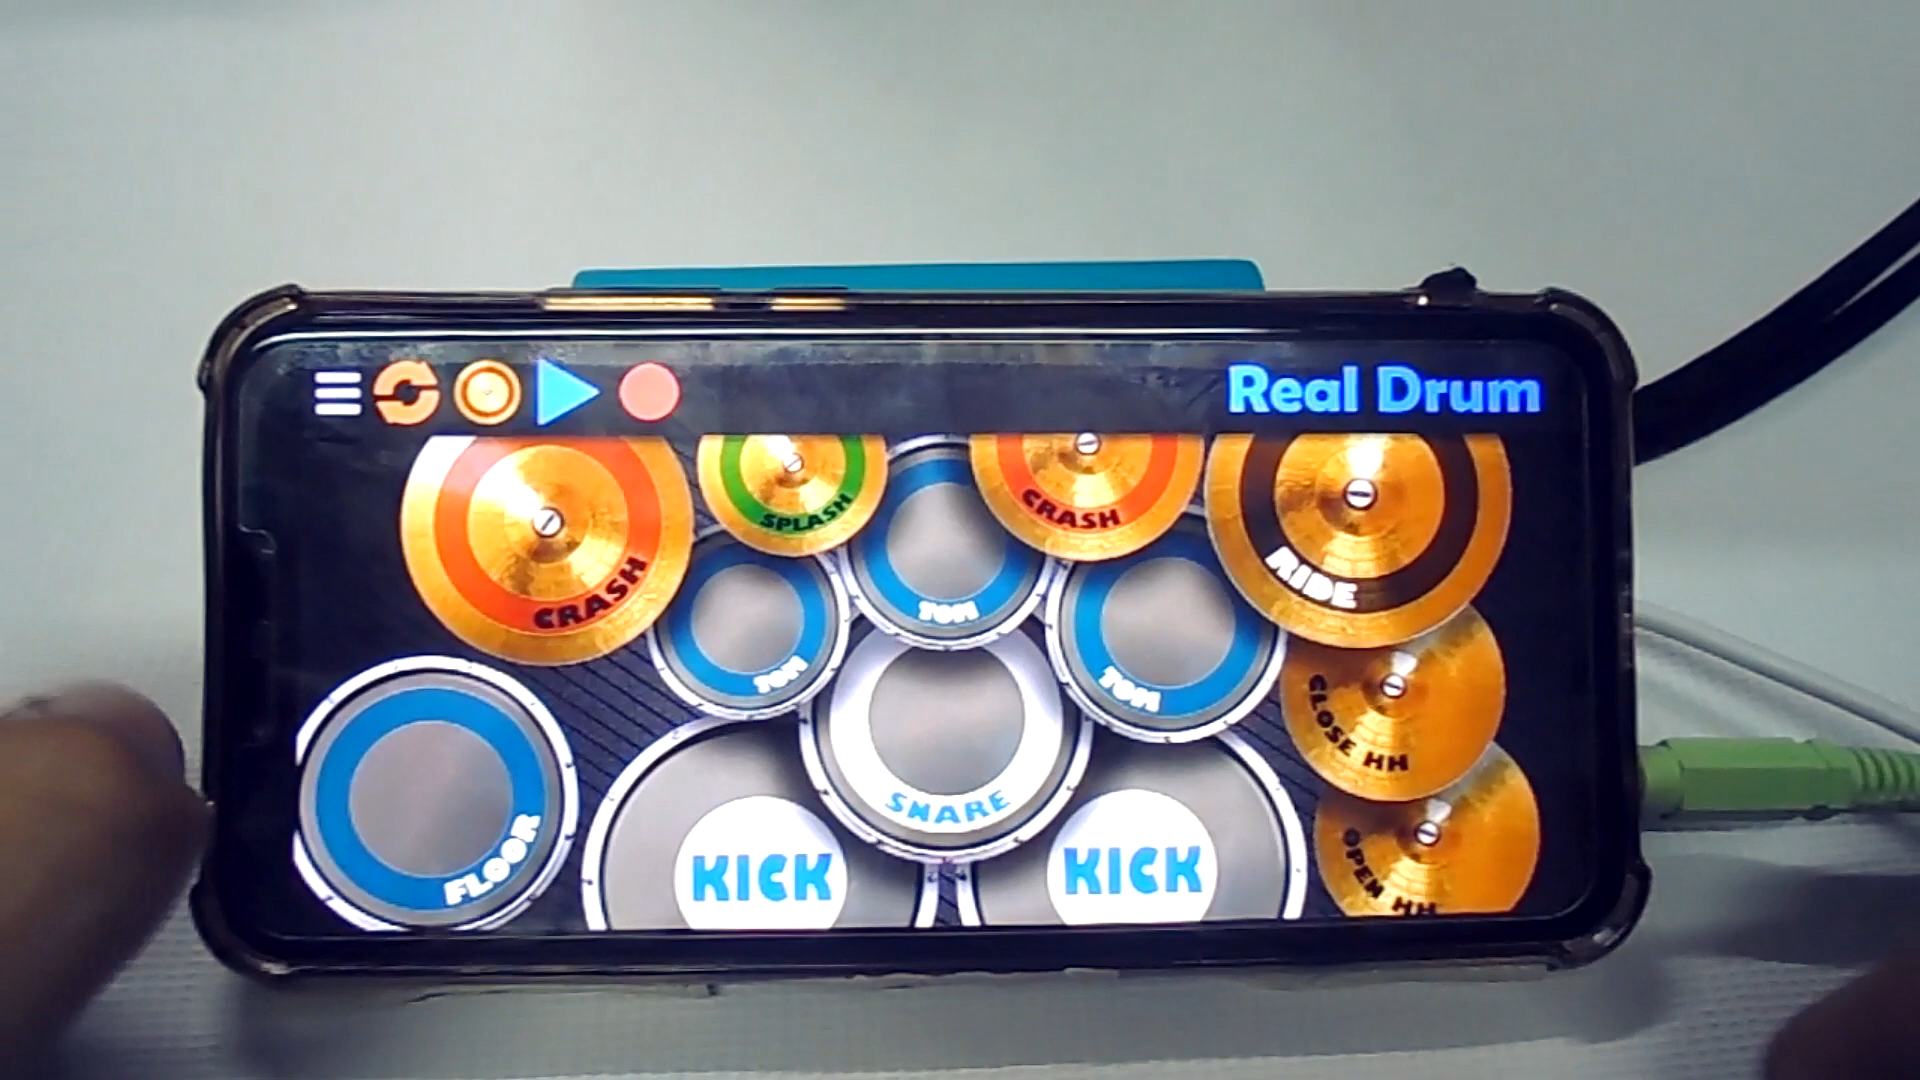 Real Drum
CRASH
SPLASH
CRASH
RIDE
TOM
TOM
TOM
CLOSE HH
SNARE
FLOOR
KICK
KICK
OPEN HH